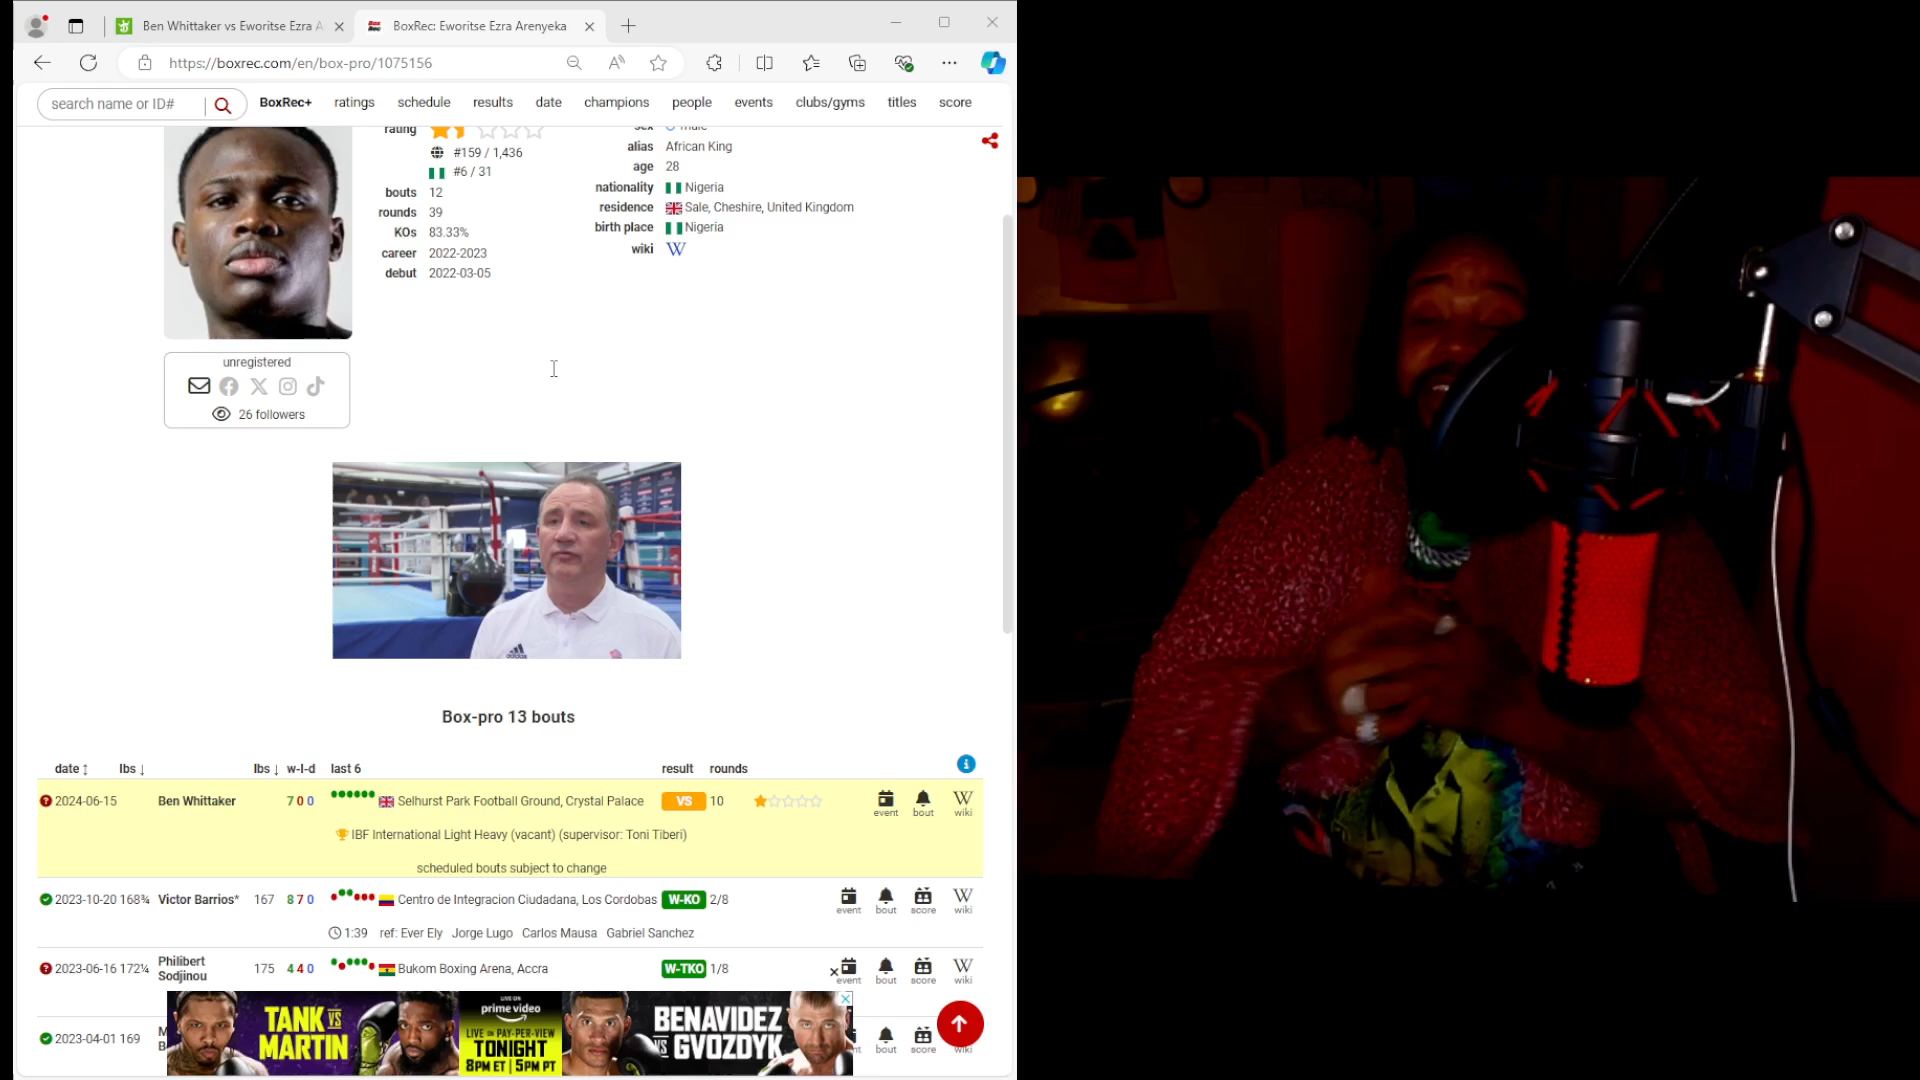 Ben Whittaker vs Eworitse Ezra A
BoxRec: Eworitse Ezra Arenyeka
https://boxrec.com/en/box-pro/1075156
search name or ID#
BoxRec+ ratings schedule results date champions people events clubs/gyms titles score
rating
#159 / 1,436
#6 / 31
bouts 12
rounds 39
KOs 83.33%
career 2022-2023
debut 2022-03-05
sex male
alias African King
age 28
nationality Nigeria
residence Sale, Cheshire, United Kingdom
birth place Nigeria
wiki W
unregistered
26 followers
Box-pro 13 bouts
date lbs lbs w-l-d last 6 result rounds
2024-06-15 Ben Whittaker 7 0 0 Selhurst Park Football Ground, Crystal Palace VS 10 event bout wiki
IBF International Light Heavy (vacant) (supervisor: Toni Tiberi)
scheduled bouts subject to change
2023-10-20 168¾ Victor Barrios* 167 8 7 0 Centro de Integracion Ciudadana, Los Cordobas W-KO 2/8 event bout score wiki
1:39 ref: Ever Ely Jorge Lugo Carlos Mausa Gabriel Sanchez
2023-06-16 172¼ Philibert Sodjinou 175 4 4 0 Bukom Boxing Arena, Accra W-TKO 1/8 event bout score wiki
2023-04-01 169 bout score wiki
TANK VS MARTIN
LIVE ON
prime video
LIVE ON PAY-PER-VIEW
TONIGHT
8PM ET | 5PM PT
BENAVIDEZ VS GVOZDYK